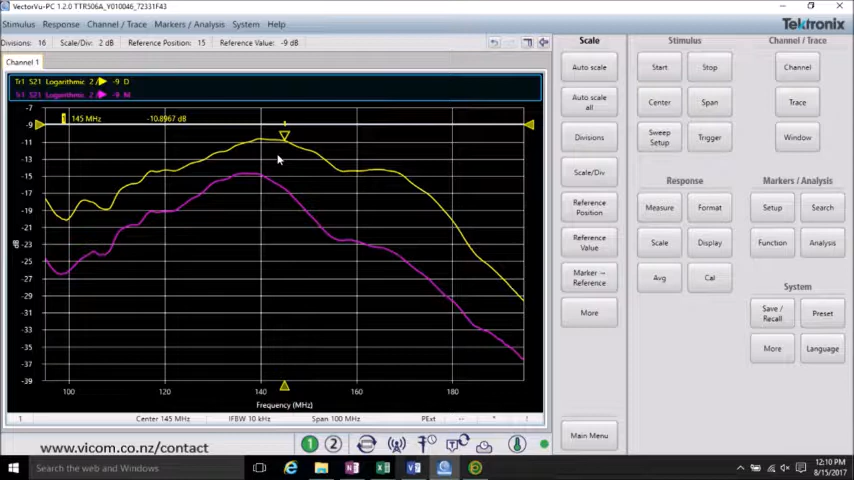 VectorVu-PC 1.2.0 TTR506A_Y010046_72331F43
Stimulus Response Channel / Trace Markers / Analysis System Help
Tektronix
Divisions: 16 Scale/Div: 2 dB Reference Position: 15 Reference Value: -9 dB
Channel 1
Tr1 S21 Logarithmic 2 / -9 D
Tr1 S21 Logarithmic 2 / -9 M
1 145 MHz -10.8967 dB
1
-7
-9
-11
-13
-15
-17
-19
-21
-23
-25
-27
-29
-31
-33
-35
-37
-39
dB
100 120 140 160 180
Frequency (MHz)
1 Center 145 MHz IFBW 10 kHz Span 100 MHz PExt -- * --
Scale
Auto scale
Auto scale all
Divisions
Scale/Div
Reference Position
Reference Value
Marker → Reference
More
Main Menu
Stimulus
Start Stop
Center Span
Sweep Setup Trigger
Response
Measure Format
Scale Display
Avg Cal
Channel / Trace
Channel
Trace
Window
Markers / Analysis
Setup Search
Function Analysis
System
Save / Recall Preset
More Language
www.vicom.co.nz/contact
1 2
Search the web and Windows
12:10 PM
8/15/2017